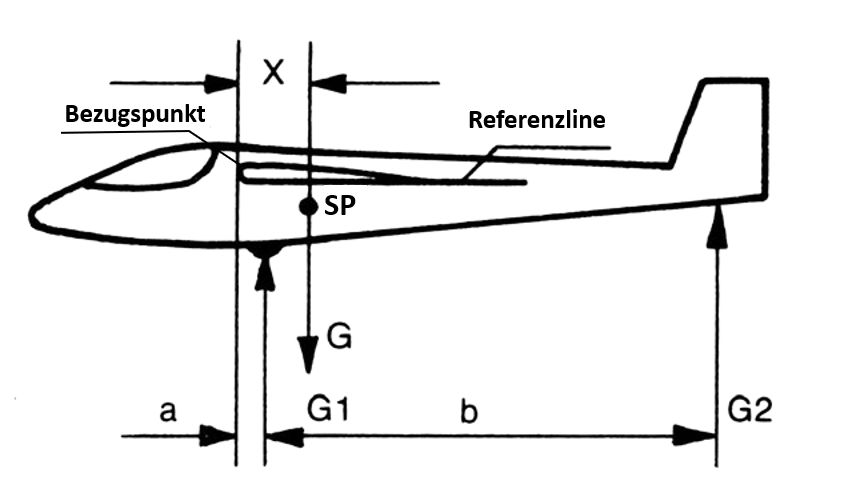 X
Bezugspunkt
Referenzline
SP
G
a
G1
b
G2